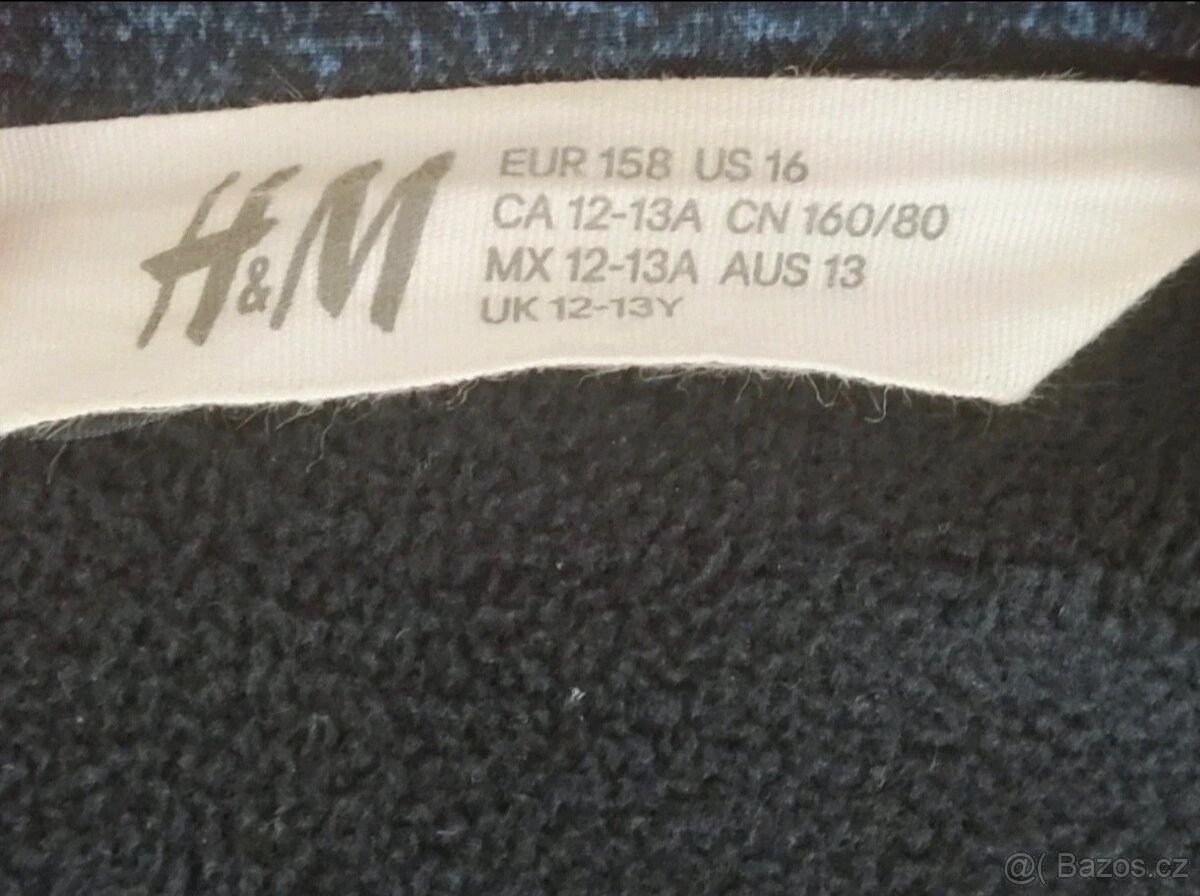 H&M
EUR 158 US 16
CA 12-13A CN 160/80
MX 12-13A AUS 13
UK 12-13Y
@( Bazos.cz